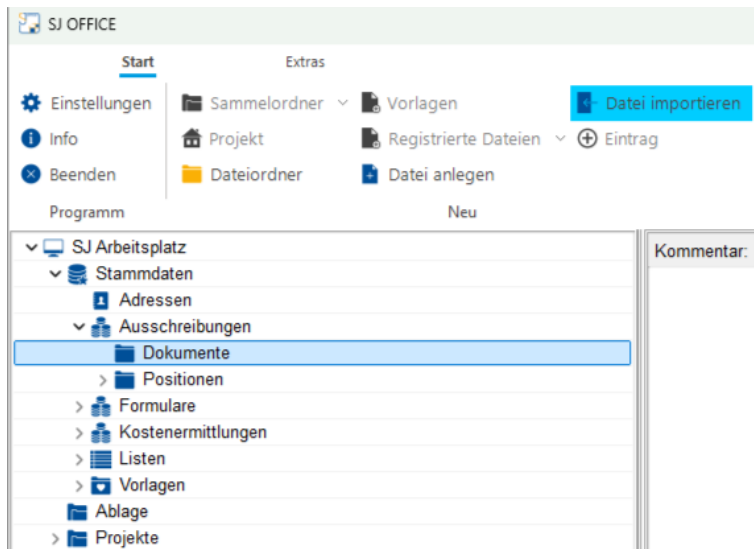 SJ OFFICE
Start Extras
Einstellungen Sammelordner Vorlagen Datei importieren
Info Projekt Registrierte Dateien Eintrag
Beenden Dateiordner Datei anlegen
Programm Neu
SJ Arbeitsplatz
Kommentar:
Stammdaten
Adressen
Ausschreibungen
Dokumente
Positionen
Formulare
Kostenermittlungen
Listen
Vorlagen
Ablage
Projekte